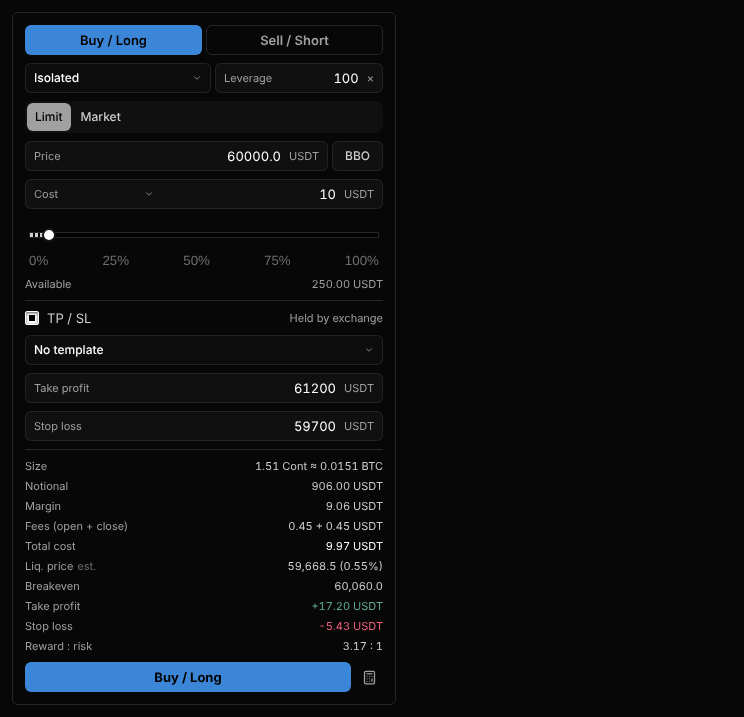 Buy / Long Sell / Short
Isolated Leverage 100 ×
Limit Market
Price 60000.0 USDT BBO
Cost 10 USDT
0% 25% 50% 75% 100%
Available 250.00 USDT
TP / SL Held by exchange
No template
Take profit 61200 USDT
Stop loss 59700 USDT
Size 1.51 Cont ≈ 0.0151 BTC
Notional 906.00 USDT
Margin 9.06 USDT
Fees (open + close) 0.45 + 0.45 USDT
Total cost 9.97 USDT
Liq. price est. 59,668.5 (0.55%)
Breakeven 60,060.0
Take profit +17.20 USDT
Stop loss -5.43 USDT
Reward : risk 3.17 : 1
Buy / Long